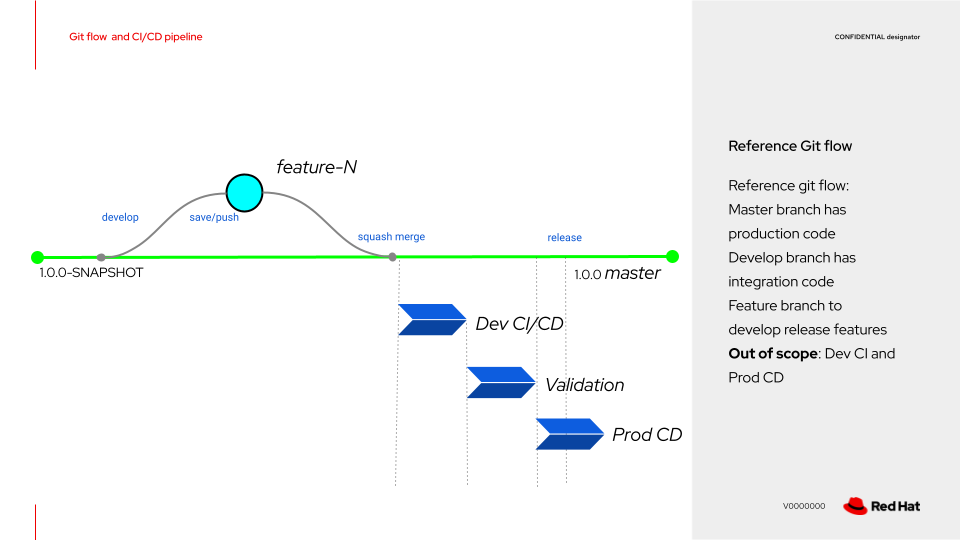 Git flow and CI/CD pipeline
CONFIDENTIAL designator
feature-N
develop
save/push
squash merge
release
1.0.0-SNAPSHOT
1.0.0 master
Dev CI/CD
Validation
Prod CD
Reference Git flow
Reference git flow:
Master branch has
production code
Develop branch has
integration code
Feature branch to
develop release features
Out of scope: Dev CI and
Prod CD
V0000000
Red Hat